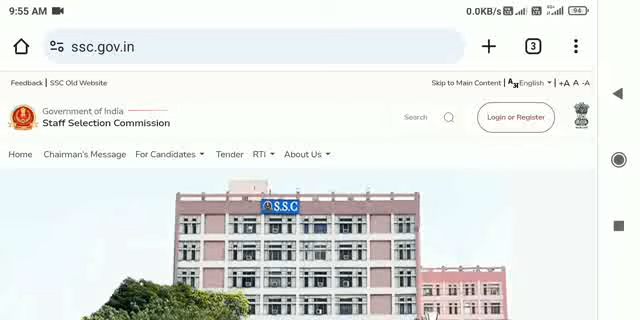 9:55 AM 0.0KB/s 94
ssc.gov.in 3
Feedback | SSC Old Website Skip to Main Content | English | +A A -A
Government of India
Staff Selection Commission
Search Login or Register
Home Chairman's Message For Candidates Tender RTI About Us
S.S.C